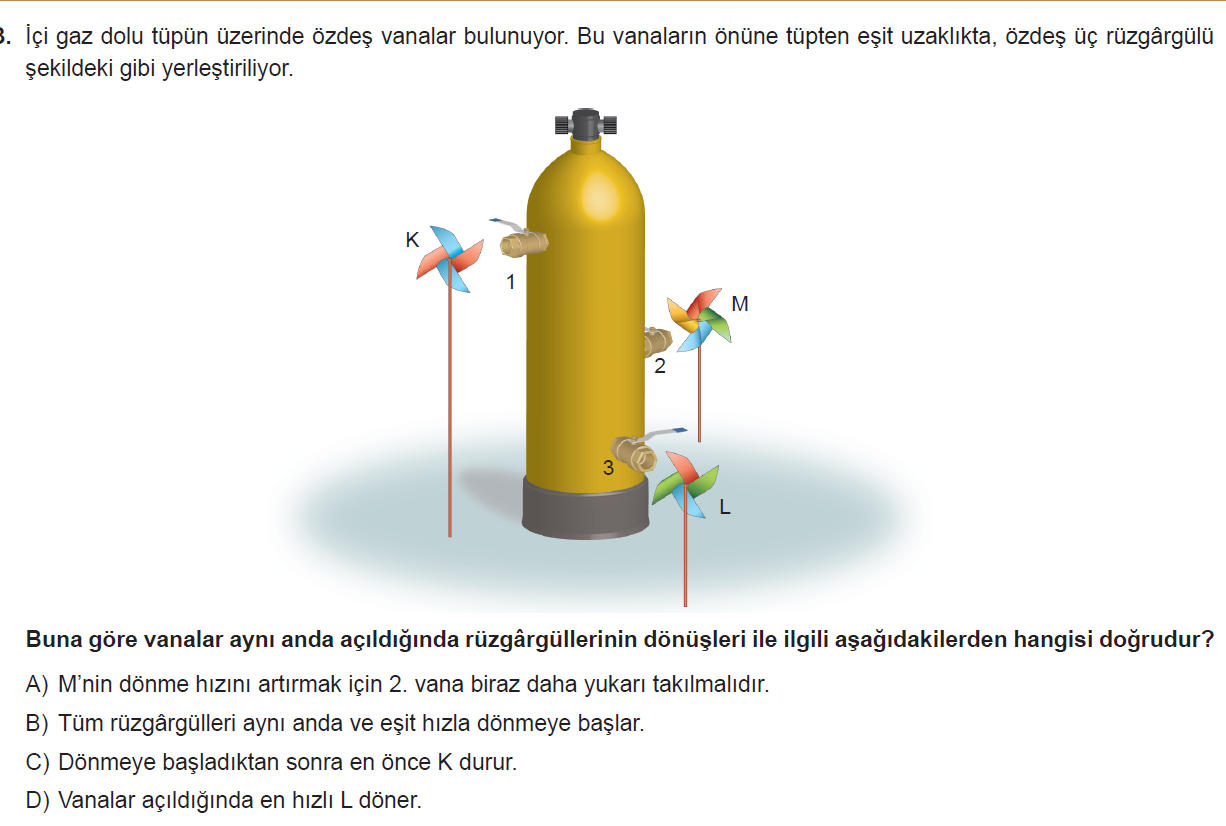 3. İçi gaz dolu tüpün üzerinde özdeş vanalar bulunuyor. Bu vanaların önüne tüpten eşit uzaklıkta, özdeş üç rüzgârgülü
şekildeki gibi yerleştiriliyor.
K
1
M
2
3
L
Buna göre vanalar aynı anda açıldığında rüzgârgüllerinin dönüşleri ile ilgili aşağıdakilerden hangisi doğrudur?
A) M’nin dönme hızını artırmak için 2. vana biraz daha yukarı takılmalıdır.
B) Tüm rüzgârgülleri aynı anda ve eşit hızla dönmeye başlar.
C) Dönmeye başladıktan sonra en önce K durur.
D) Vanalar açıldığında en hızlı L döner.